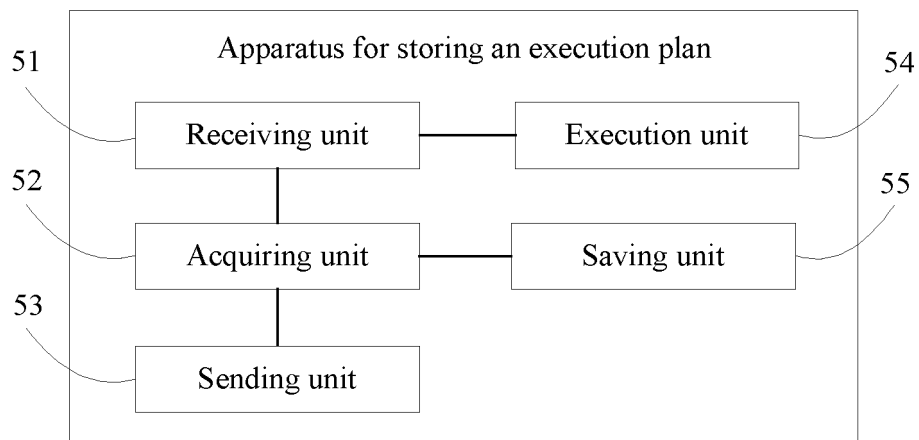 Apparatus for storing an execution plan
51
54
Receiving unit
Execution unit
52
55
Acquiring unit
Saving unit
53
Sending unit